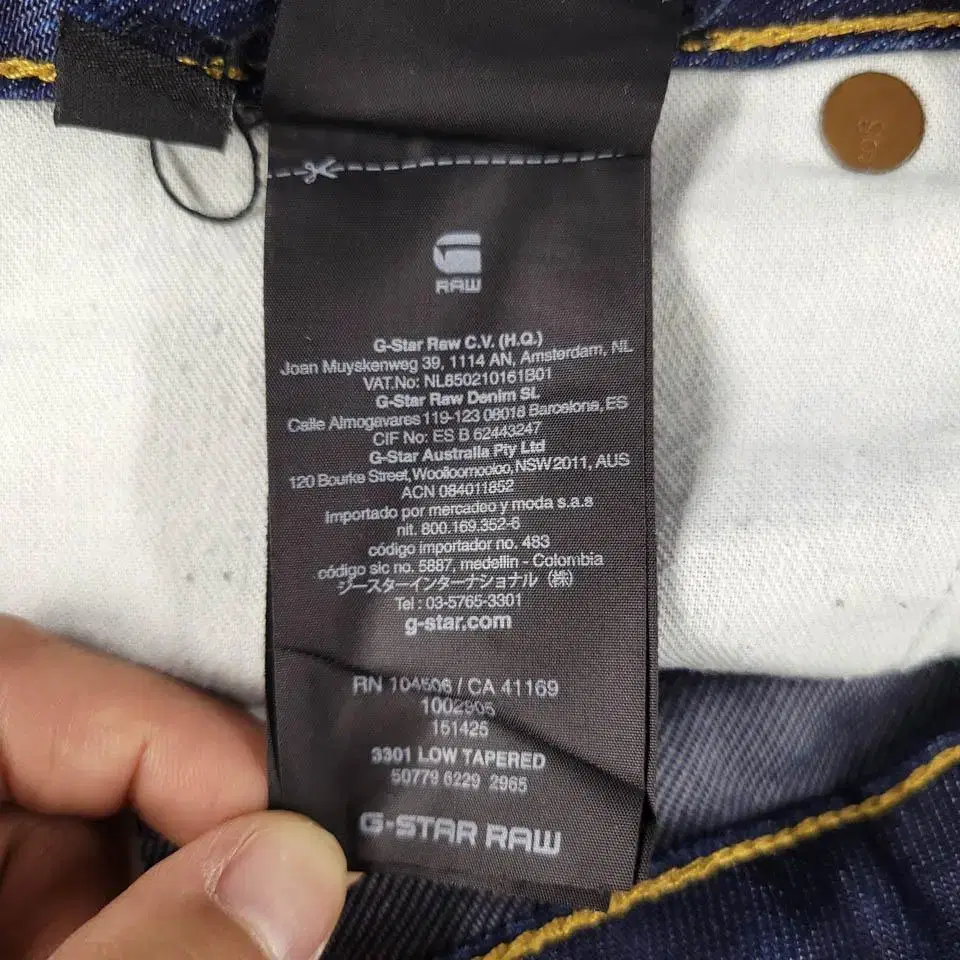 RAW
G-Star Raw C.V. (H.Q.)
Joan Muyskenweg 39, 1114 AN, Amsterdam, NL
VAT.No: NL850210161B01
G-Star Raw Denim SL
Calle Almogavares 119-123 08018 Barcelona, ES
CIF No: ES B 62443247
G-Star Australia Pty Ltd
120 Bourke Street, Woolloomooloo, NSW 2011, AUS
ACN 084011852
importado por mercadeo y moda s.a.s
nit. 800.169.352-6
código importador no. 483
código sic no. 5887, medellin - Colombia
ジースターインターナショナル (株)
Tel : 03-5765-3301
g-star.com
RN 104506 / CA 41169
1002905
151425
3301 LOW TAPERED
50779 6229 2965
G-STAR RAW